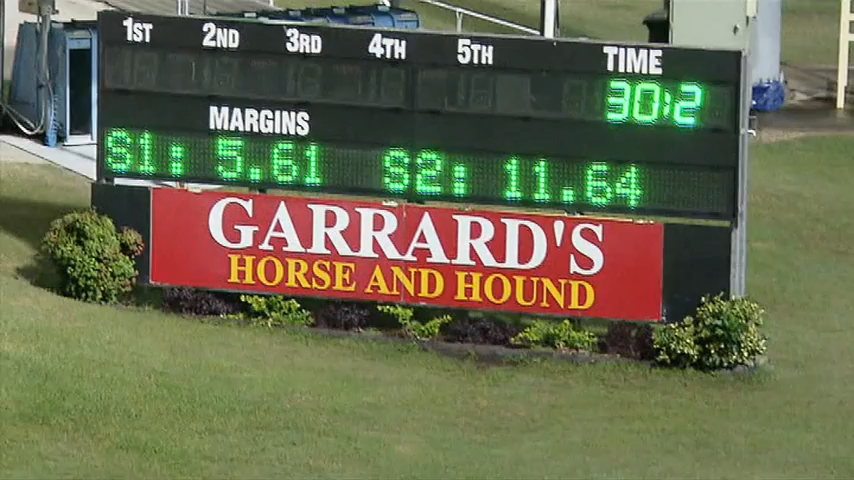 1ST 2ND 3RD 4TH 5TH TIME
30:2
MARGINS
S1: 5.61 S2: 11.64
GARRARD'S
HORSE AND HOUND